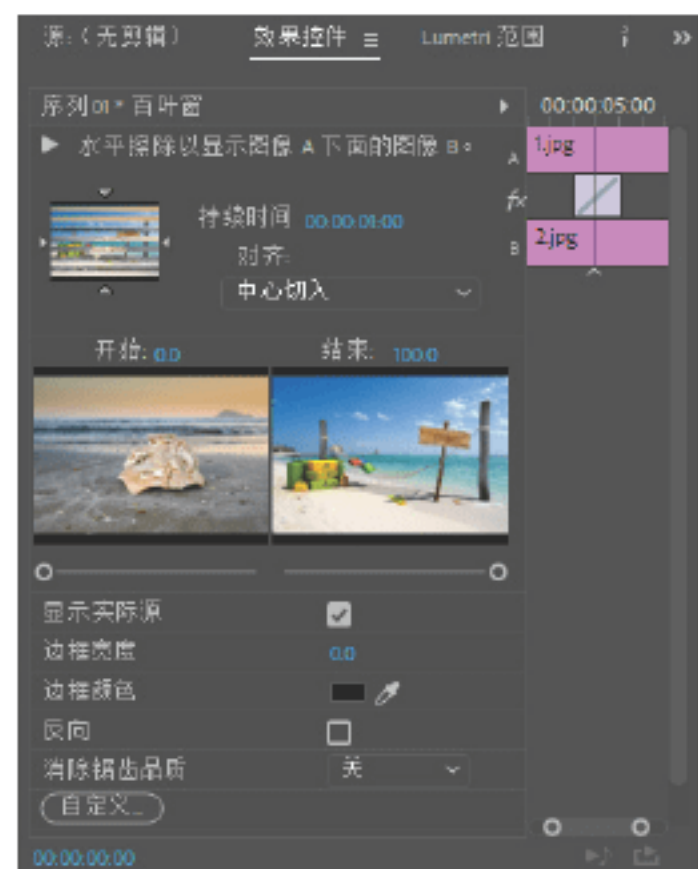 源:（无剪辑） 效果控件 Lumetri 范围
序列 01 * 百叶窗 00:00:05:00
水平擦除以显示图像 A 下面的图像 B。
A 1.jpg
fx
持续时间 00:00:01:00
B 2.jpg
对齐:
中心切入
开始: 0.0 结束: 100.0
显示实际源
边框宽度 0.0
边框颜色
反向
消除锯齿品质 关
自定义...
00:00:00:00